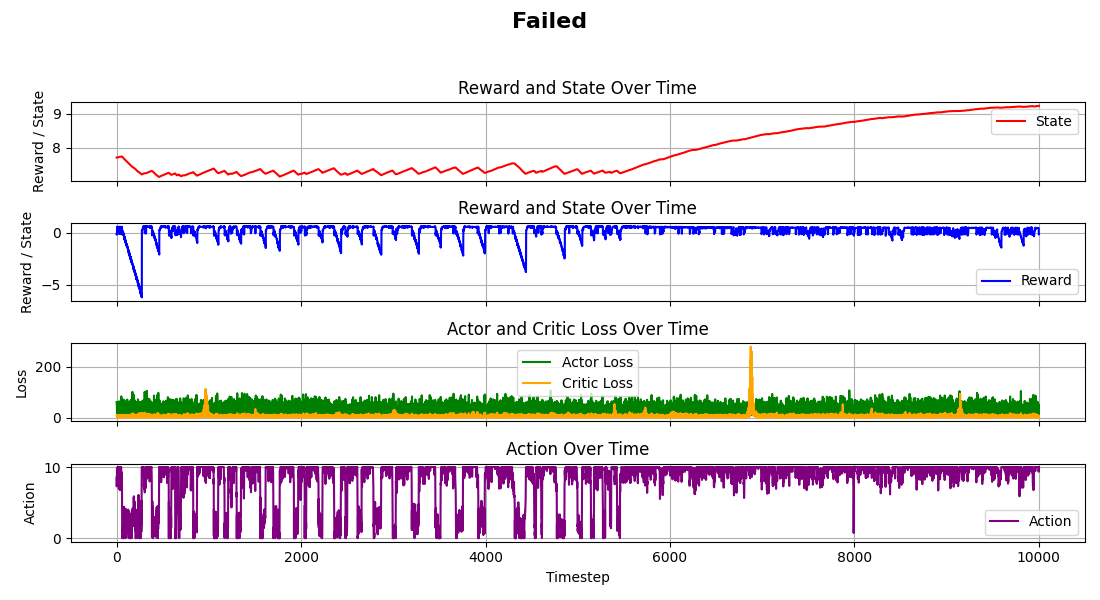 Failed
Reward and State Over Time
Reward / State
9
8
State
Reward and State Over Time
Reward / State
0
−5
Reward
Actor and Critic Loss Over Time
Loss
200
0
Actor Loss
Critic Loss
Action Over Time
Action
10
0
Action
0 2000 4000 6000 8000 10000
Timestep